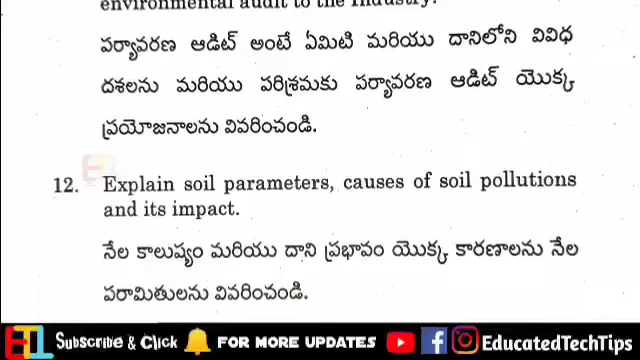 environmental audit to the Industry.
పర్యావరణ ఆడిట్ అంటే ఏమిటి మరియు దానిలోని వివిధ
దశలను మరియు పరిశ్రమకు పర్యావరణ ఆడిట్ యొక్క
ప్రయోజనాలను వివరించండి.
12. Explain soil parameters, causes of soil pollutions
and its impact.
నేల కాలుష్యం మరియు దాని ప్రభావం యొక్క కారణాలను నేల
పరామితులను వివరించండి.
ETL Subscribe & Click FOR MORE UPDATES EducatedTechTips